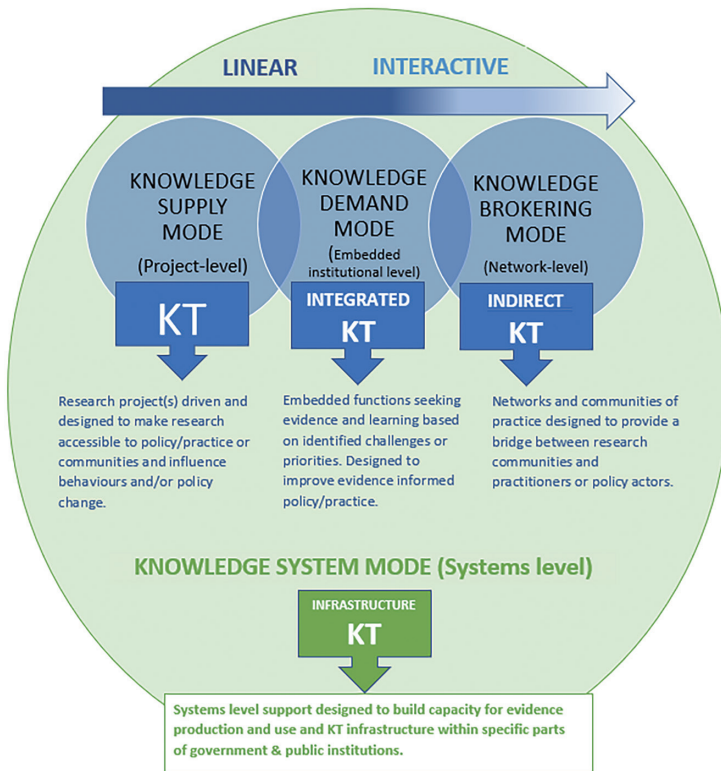 LINEAR INTERACTIVE
KNOWLEDGE
SUPPLY
MODE
(Project-level)
KT
Research project(s) driven and
designed to make research
accessible to policy/practice or
communities and influence
behaviours and/or policy
change.
KNOWLEDGE
DEMAND
MODE
(Embedded
institutional level)
INTEGRATED
KT
Embedded functions seeking
evidence and learning based
on identified challenges or
priorities. Designed to
improve evidence informed
policy/practice.
KNOWLEDGE
BROKERING
MODE
(Network-level)
INDIRECT
KT
Networks and communities of
practice designed to provide a
bridge between research
communities and
practitioners or policy actors.
KNOWLEDGE SYSTEM MODE (Systems level)
INFRASTRUCTURE
KT
Systems level support designed to build capacity for evidence
production and use and KT infrastructure within specific parts
of government & public institutions.